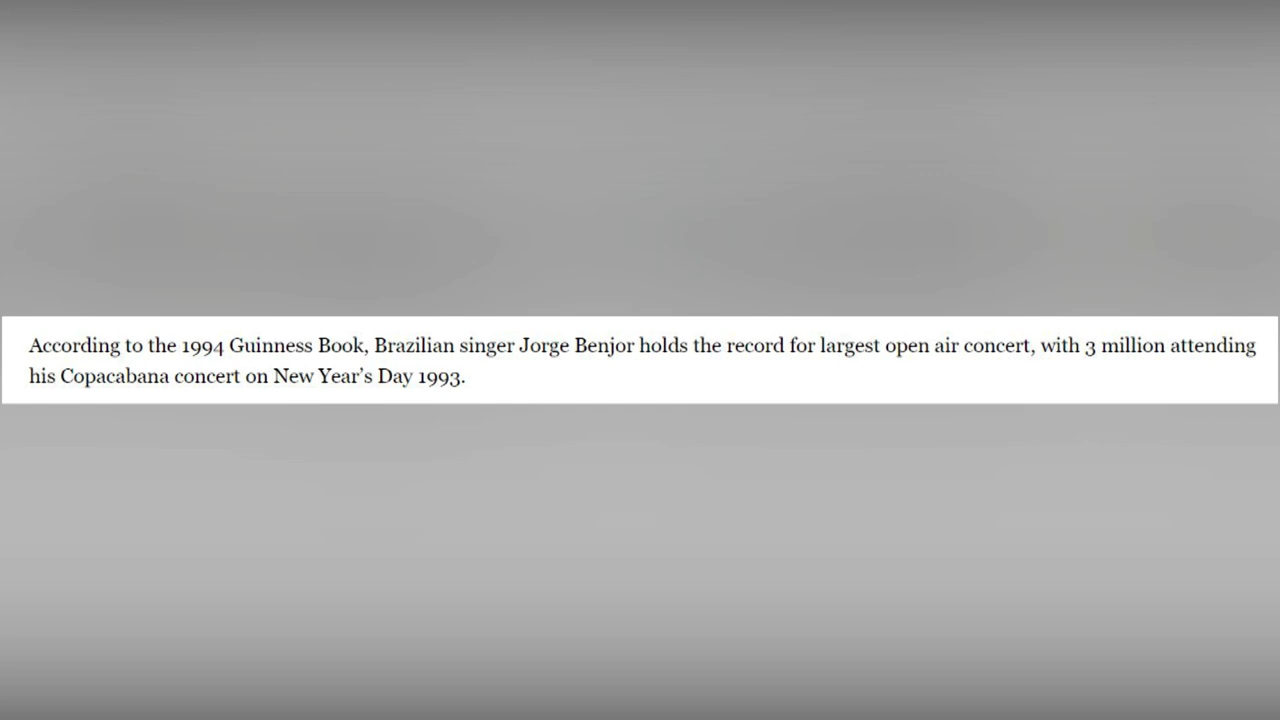 According to the 1994 Guinness Book, Brazilian singer Jorge Benjor holds the record for largest open air concert, with 3 million attending
his Copacabana concert on New Year’s Day 1993.